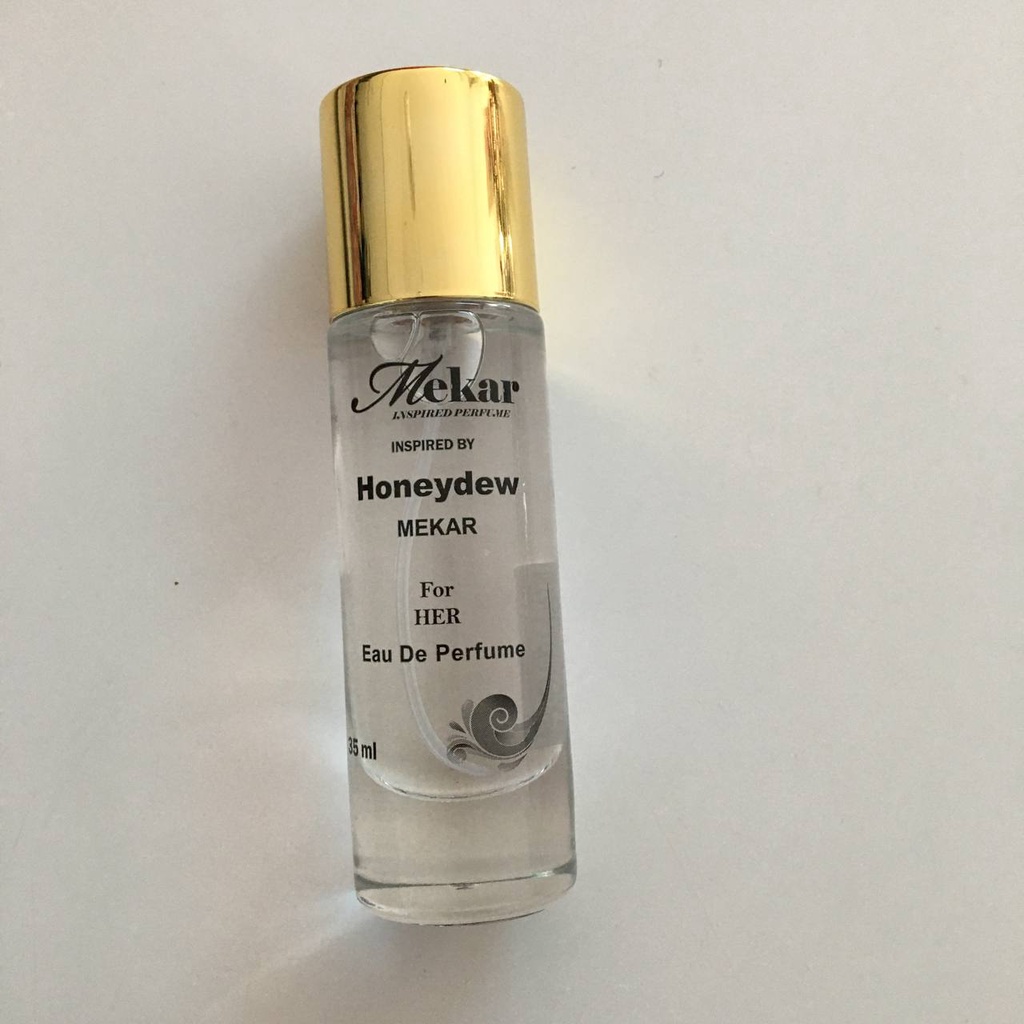 Mekar
INSPIRED PERFUME
INSPIRED BY
Honeydew
MEKAR
For
HER
Eau De Perfume
35 ml